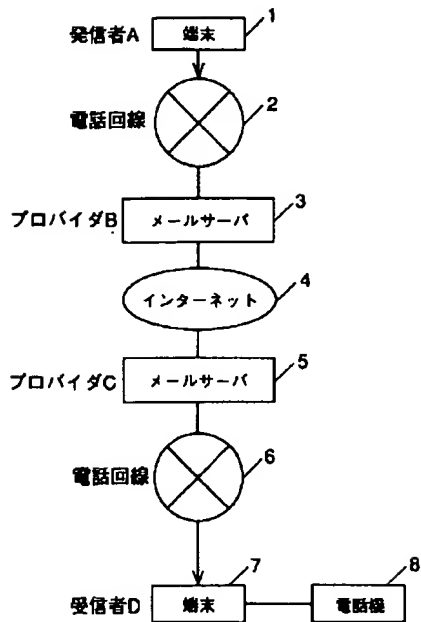 発信者A 端末 1
電話回線 2
プロバイダB メールサーバ 3
インターネット 4
プロバイダC メールサーバ 5
電話回線 6
7 8
受信者D 端末 電話機